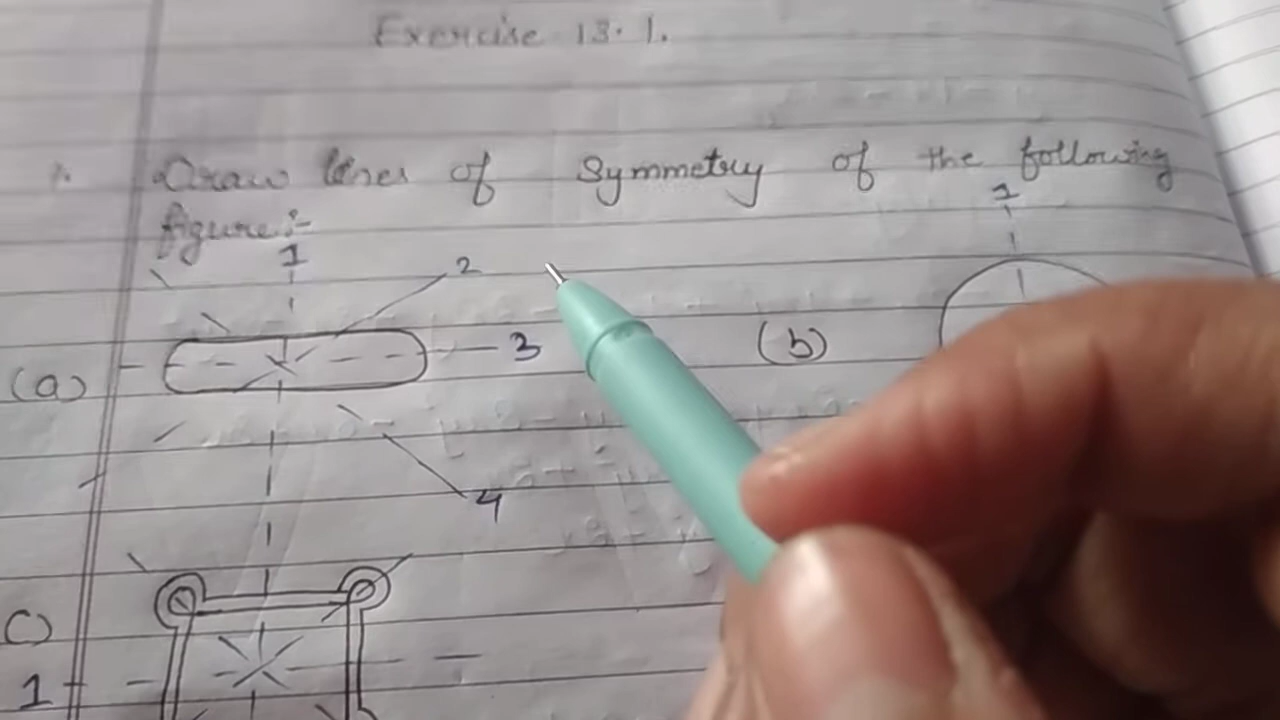 Exercise 13.1.
1. Draw lines of Symmetry of the following
figure:-
1
1
2
(a)
3
(b)
4
C)
1